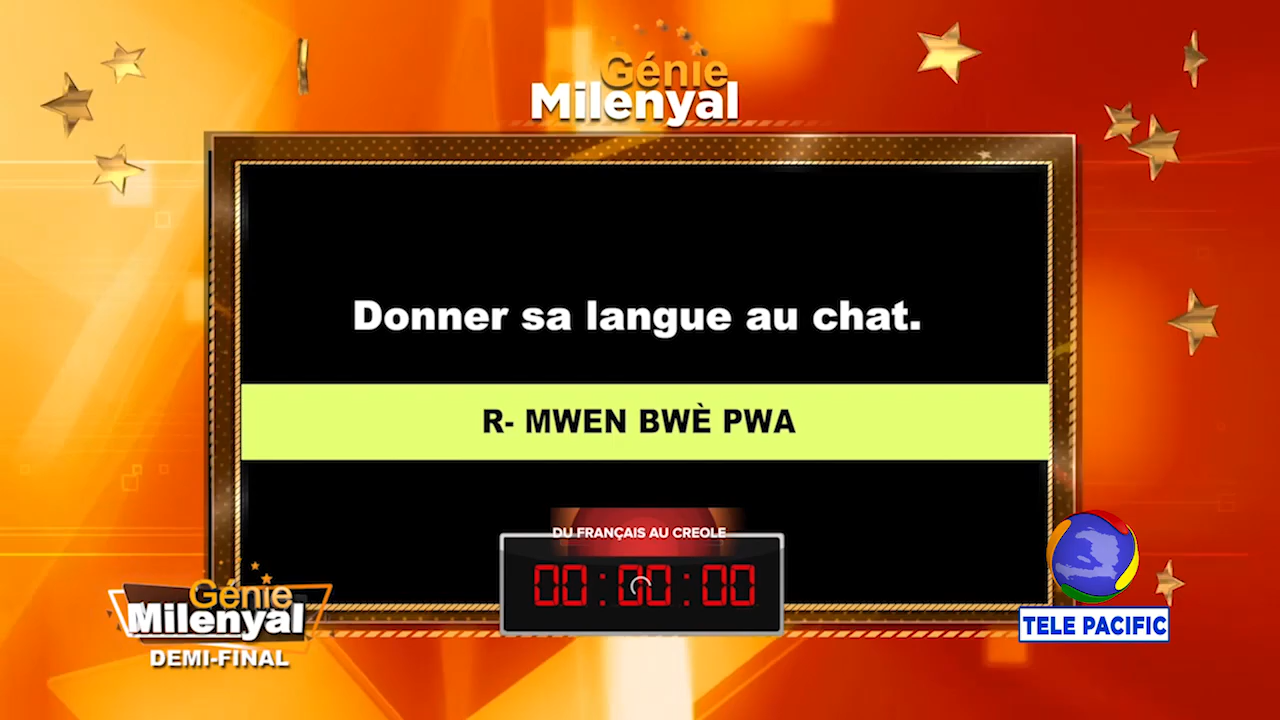 Génie
Milenyal
Donner sa langue au chat.
R- MWEN BWÈ PWA
DU FRANÇAIS AU CREOLE
00:00:00
Génie
Milenyal
DEMI-FINAL
TELE PACIFIC